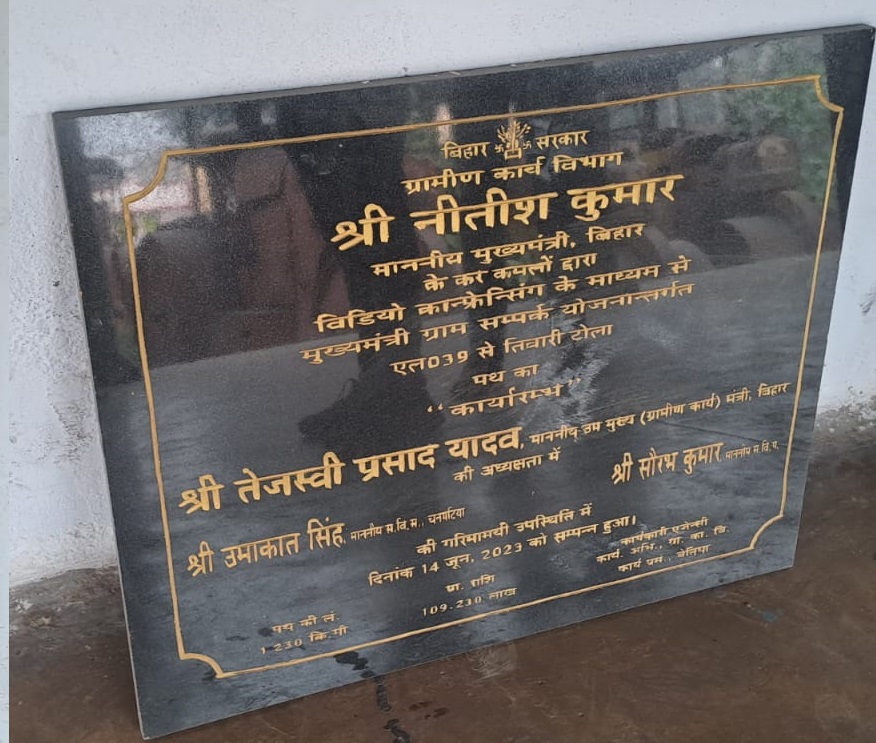 बिहार सरकार
ग्रामीण कार्य विभाग
श्री नीतीश कुमार
माननीय मुख्यमंत्री, बिहार
के कर कमलों द्वारा
विडियो कान्फ्रेन्सिंग के माध्यम से
मुख्यमंत्री ग्राम सम्पर्क योजनान्तर्गत
एल039 से तिवारी टोला
पथ का
“कार्यारम्भ”
श्री तेजस्वी प्रसाद यादव, माननीय उप मुख्य (ग्रामीण कार्य) मंत्री, बिहार
की अध्यक्षता में
श्री सौरभ कुमार, माननीय स.वि.प.
श्री उमाकांत सिंह, माननीय स.वि.स., चनपटिया
की गरिमामयी उपस्थिति में
दिनांक 14 जून, 2023 को सम्पन्न हुआ।
पथ की लं.
1.230 कि.मी
प्रा. राशि
109.230 लाख
कार्यकारी एजेन्सी
कार्य. अभि., ग्रा. का. वि.
कार्य प्रम.,